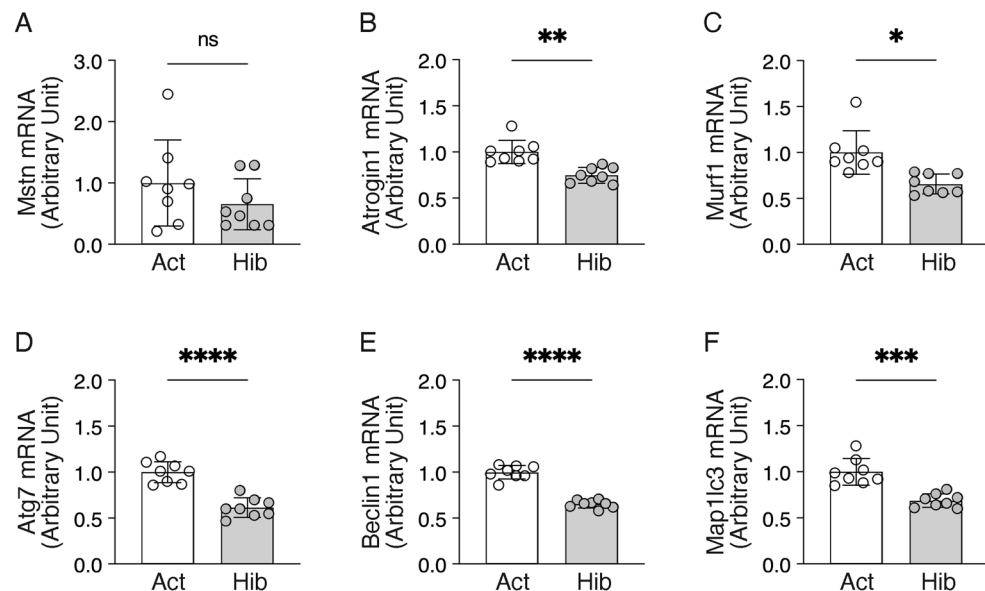 A
ns
Mstn mRNA
(Arbitrary Unit)
3.0
2.0
1.0
0.0
Act Hib
B
**
Atrogin1 mRNA
(Arbitrary Unit)
2.0
1.5
1.0
0.5
0.0
Act Hib
C
*
Murf1 mRNA
(Arbitrary Unit)
2.0
1.5
1.0
0.5
0.0
Act Hib
D
****
Atg7 mRNA
(Arbitrary Unit)
2.0
1.5
1.0
0.5
0.0
Act Hib
E
****
Beclin1 mRNA
(Arbitrary Unit)
2.0
1.5
1.0
0.5
0.0
Act Hib
F
***
Map1lc3 mRNA
(Arbitrary Unit)
2.0
1.5
1.0
0.5
0.0
Act Hib